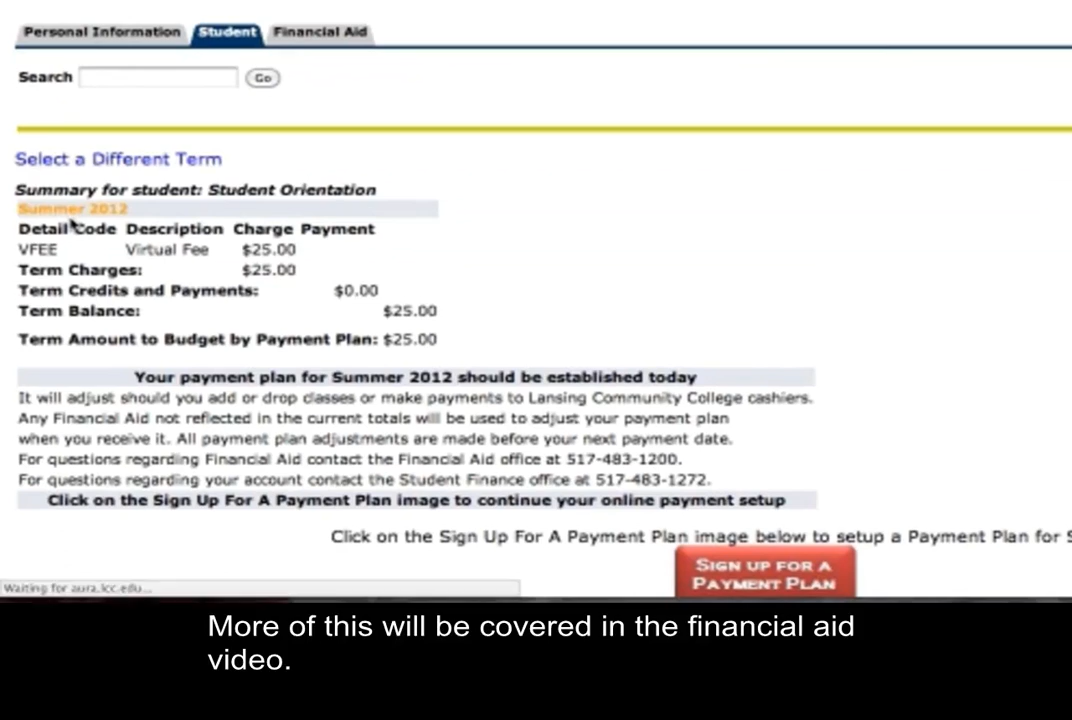 Personal Information Student Financial Aid
Search Go
Select a Different Term
Summary for student: Student Orientation
Summer 2012
Detail Code Description Charge Payment
VFEE Virtual Fee $25.00
Term Charges: $25.00
Term Credits and Payments: $0.00
Term Balance: $25.00
Term Amount to Budget by Payment Plan: $25.00
Your payment plan for Summer 2012 should be established today
It will adjust should you add or drop classes or make payments to Lansing Community College cashiers.
Any Financial Aid not reflected in the current totals will be used to adjust your payment plan
when you receive it. All payment plan adjustments are made before your next payment date.
For questions regarding Financial Aid contact the Financial Aid office at 517-483-1200.
For questions regarding your account contact the Student Finance office at 517-483-1272.
Click on the Sign Up For A Payment Plan image to continue your online payment setup
Click on the Sign Up For A Payment Plan image below to setup a Payment Plan for S
SIGN UP FOR A
PAYMENT PLAN
Waiting for aura.lcc.edu...
More of this will be covered in the financial aid
video.